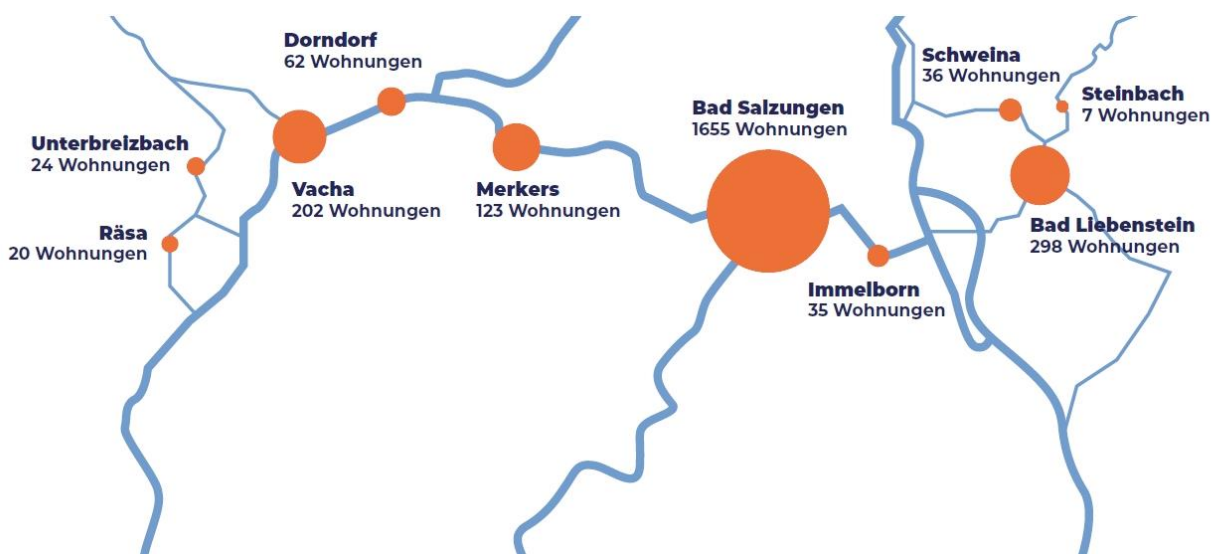 Dorndorf
62 Wohnungen
Schweina
36 Wohnungen
Steinbach
7 Wohnungen
Bad Salzungen
1655 Wohnungen
Unterbreizbach
24 Wohnungen
Vacha
202 Wohnungen
Merkers
123 Wohnungen
Räsa
20 Wohnungen
Bad Liebenstein
298 Wohnungen
Immelborn
35 Wohnungen